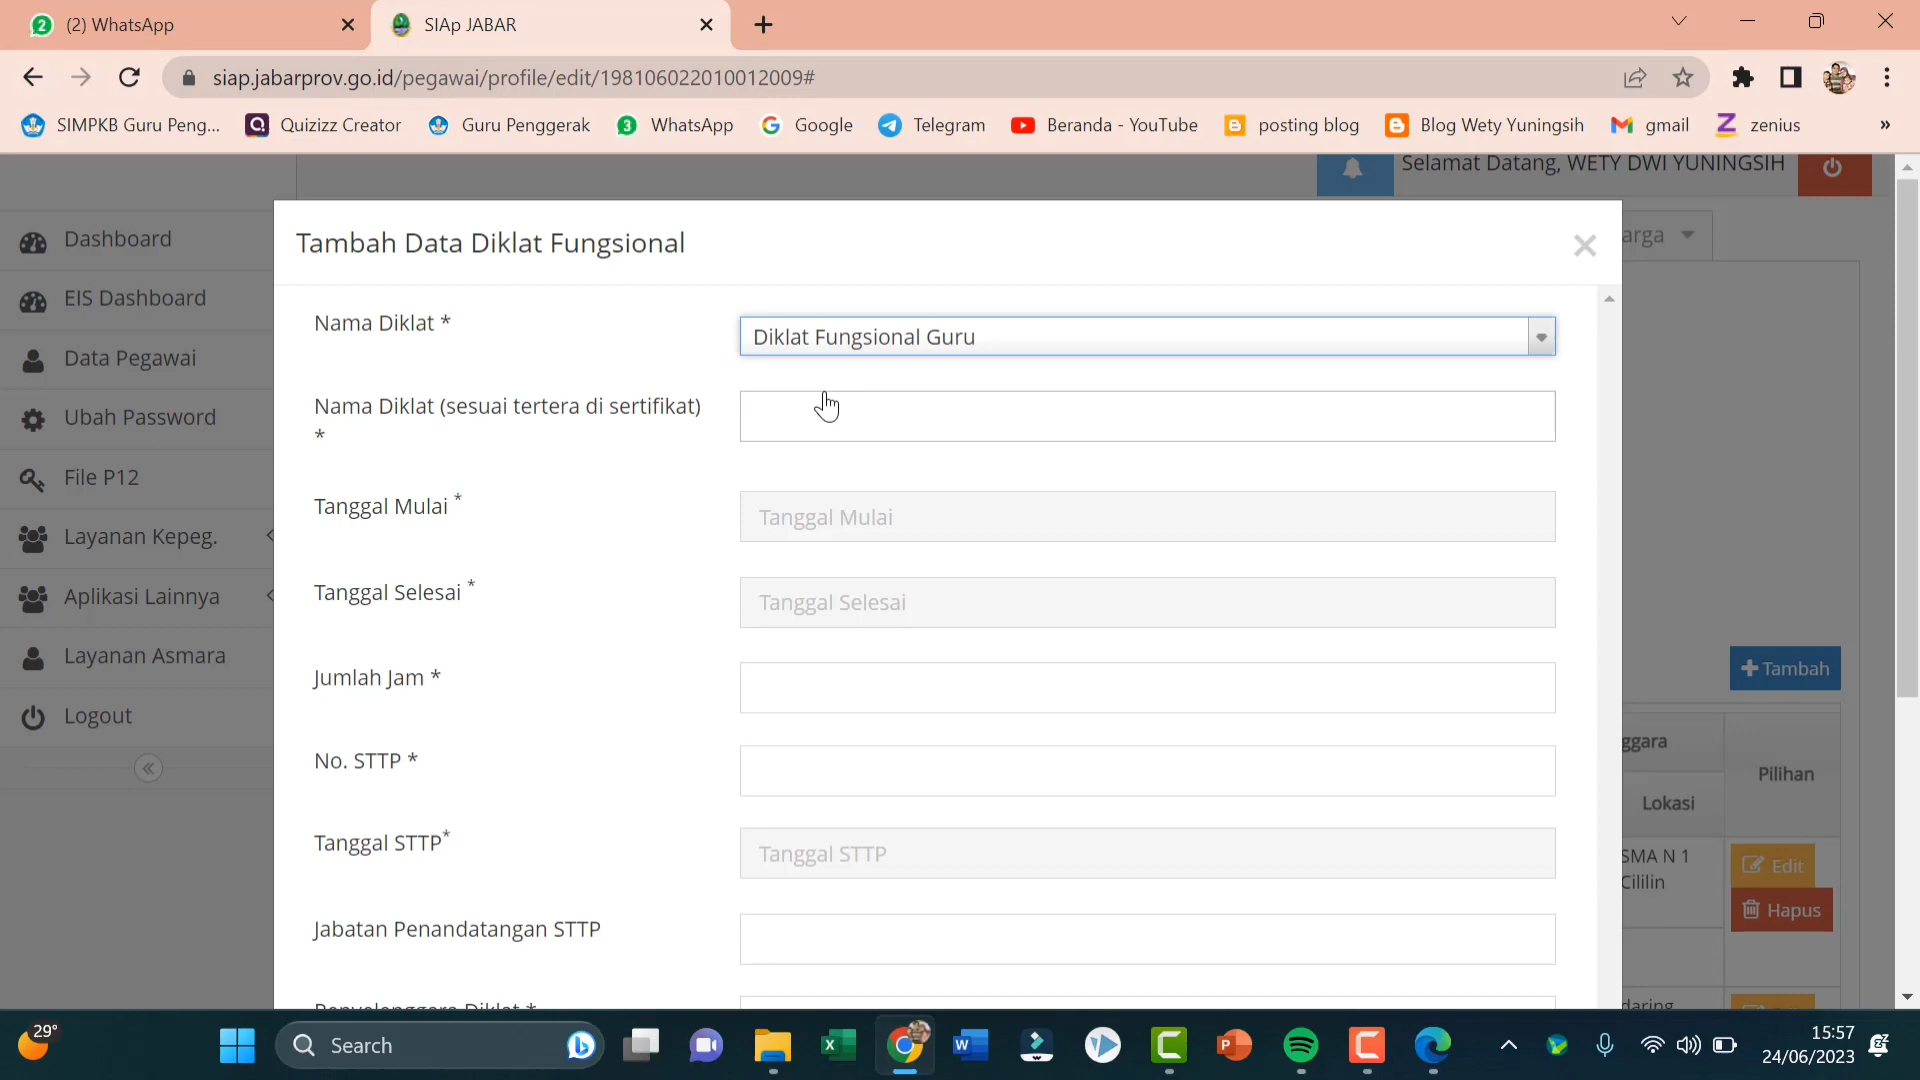 (2) WhatsApp
SIAp JABAR
siap.jabarprov.go.id/pegawai/profile/edit/198106022010012009#
SIMPKB Guru Peng...
Quizizz Creator
Guru Penggerak
WhatsApp
Google
Telegram
Beranda - YouTube
posting blog
Blog Wety Yuningsih
gmail
zenius
»
Selamat Datang, WETY DWI YUNINGSIH
Dashboard
EIS Dashboard
Data Pegawai
Ubah Password
File P12
Layanan Kepeg.
Aplikasi Lainnya
Layanan Asmara
Logout
arga
Tambah Data Diklat Fungsional
Nama Diklat *
Diklat Fungsional Guru
Nama Diklat (sesuai tertera di sertifikat)
*
Tanggal Mulai *
Tanggal Mulai
Tanggal Selesai *
Tanggal Selesai
Jumlah Jam *
No. STTP *
Tanggal STTP*
Tanggal STTP
Jabatan Penandatangan STTP
Penyelenggara Diklat *
Tambah
ggara
Pilihan
Lokasi
SMA N 1
Cililin
Edit
Hapus
daring
29°
Search
15:57
24/06/2023